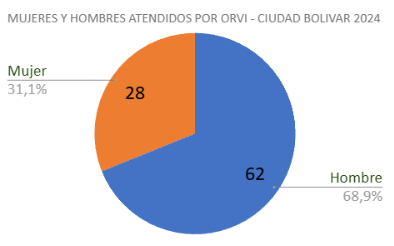 MUJERES Y HOMBRES ATENDIDOS POR ORVI - CIUDAD BOLIVAR 2024
Mujer
31,1%
28
62
Hombre
68,9%